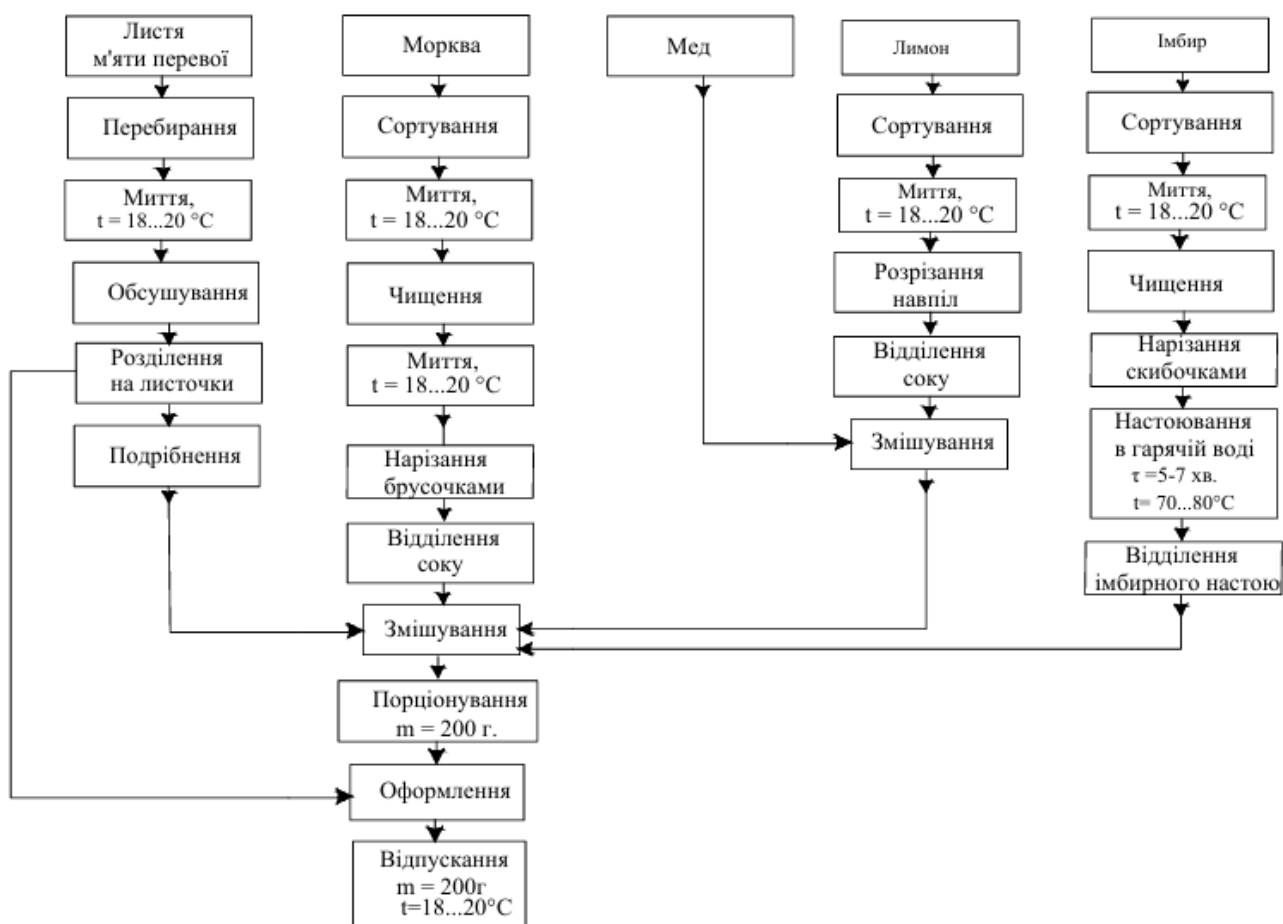 Листя
м'яти перевої
Перебирання
Миття,
t = 18...20 °C
Обсушування
Розділення
на листочки
Подрібнення
Морква
Сортування
Миття,
t = 18...20 °C
Чищення
Миття,
t = 18...20 °C
Нарізання
брусочками
Відділення
соку
Змішування
Порціонування
m = 200 г.
Оформлення
Відпускання
m = 200г
t=18...20°C
Мед
Лимон
Сортування
Миття,
t = 18...20 °C
Розрізання
навпіл
Відділення
соку
Змішування
Імбир
Сортування
Миття,
t = 18...20 °C
Чищення
Нарізання
скибочками
Настоювання
в гарячій воді
τ =5-7 хв.
t= 70...80°C
Відділення
імбирного настою